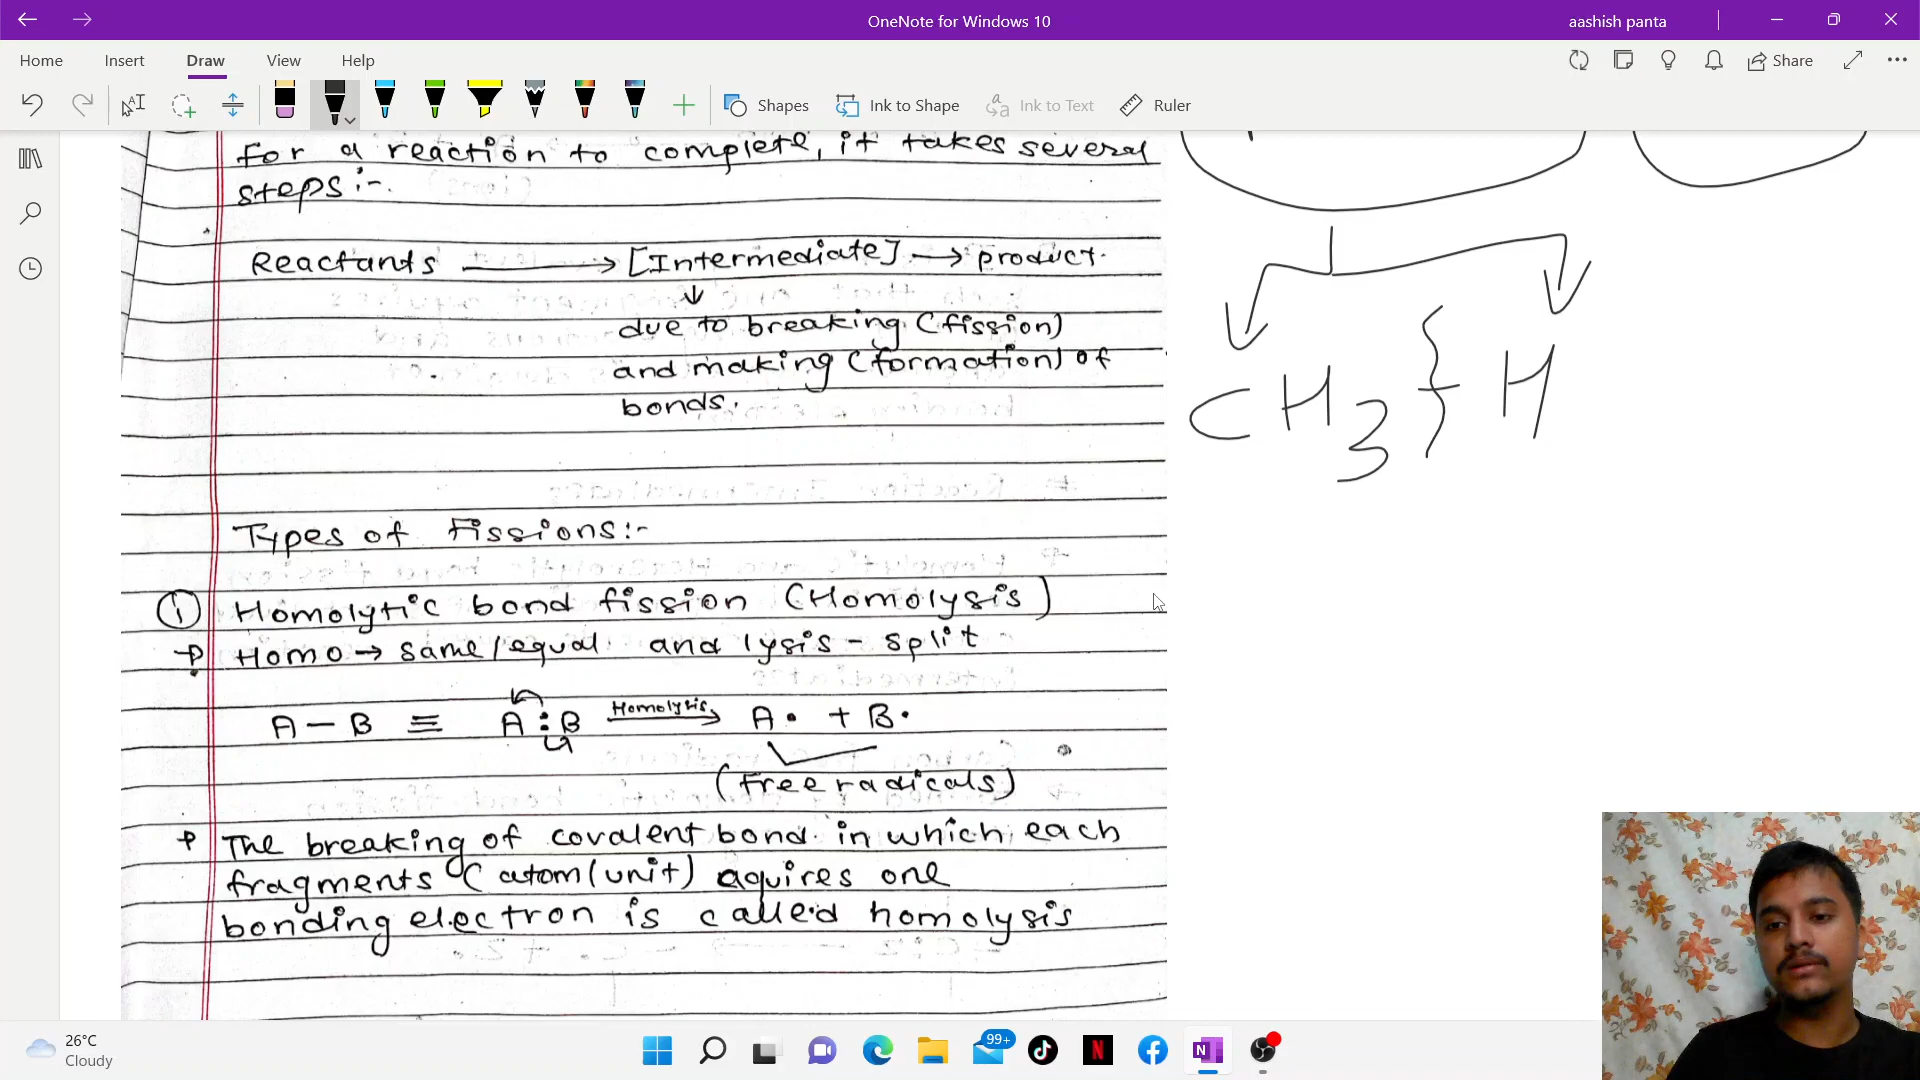 OneNote for Windows 10
aashish panta
Home Insert Draw View Help
Share
Shapes Ink to Shape Ink to Text Ruler
For a reaction to complete, it takes several
steps:-
Reactants → [Intermediate] → product.
↓
due to breaking (fission)
and making (formation) of
bonds.
CH3 } H
Types of Fissions:-
① Homolytic bond fission (Homolysis)
Homo → same/equal and lysis - split
A — B ≡ A : B Homolysis → A• + B•
(Free radicals)
The breaking of covalent bond in which each
fragments (atom/unit) aquires one
bonding electron is called homolysis
26°C
Cloudy
99+